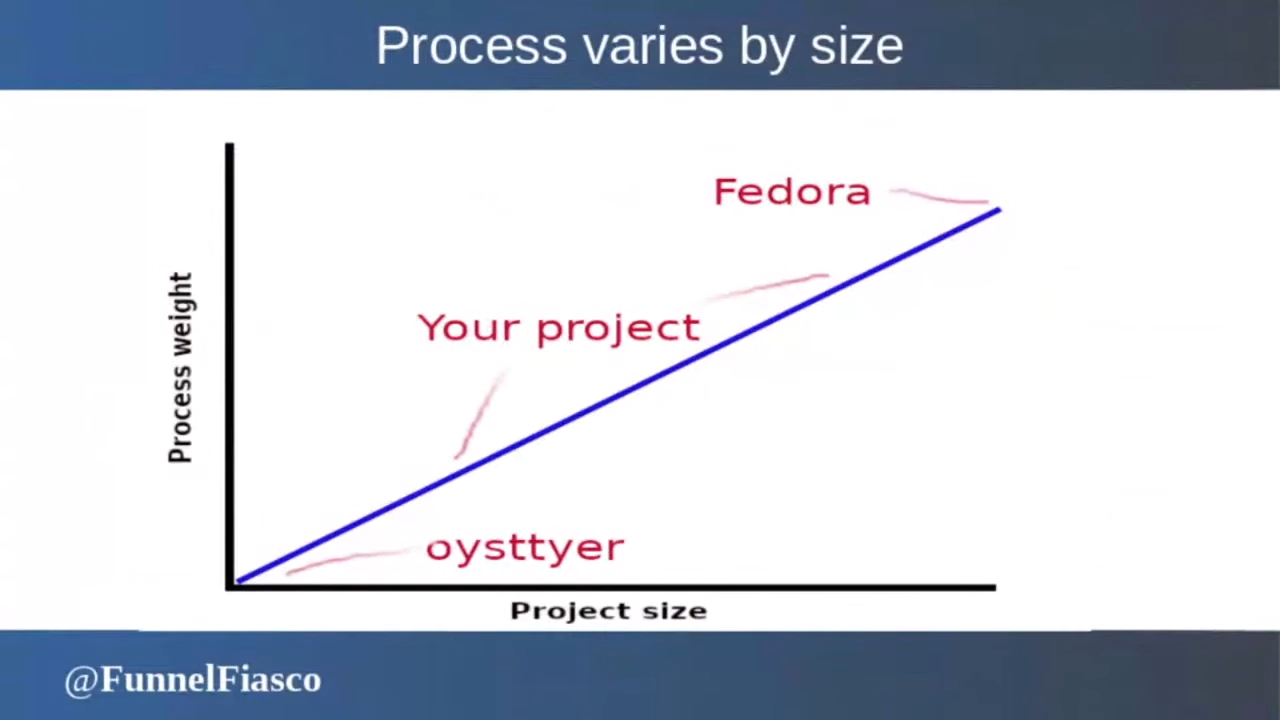 Process varies by size
Fedora
Your project
Process weight
oysttyer
Project size
@FunnelFiasco